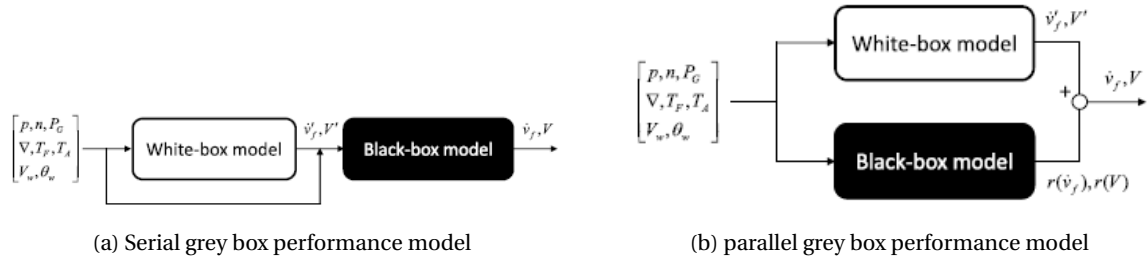 p, n, P_G
∇, T_F, T_A
V_w, θ_w
White-box model
v̇'_f, V'
Black-box model
v̇_f, V
(a) Serial grey box performance model
p, n, P_G
∇, T_F, T_A
V_w, θ_w
White-box model
v̇'_f, V'
+
v̇_f, V
Black-box model
r(v̇_f), r(V)
(b) parallel grey box performance model